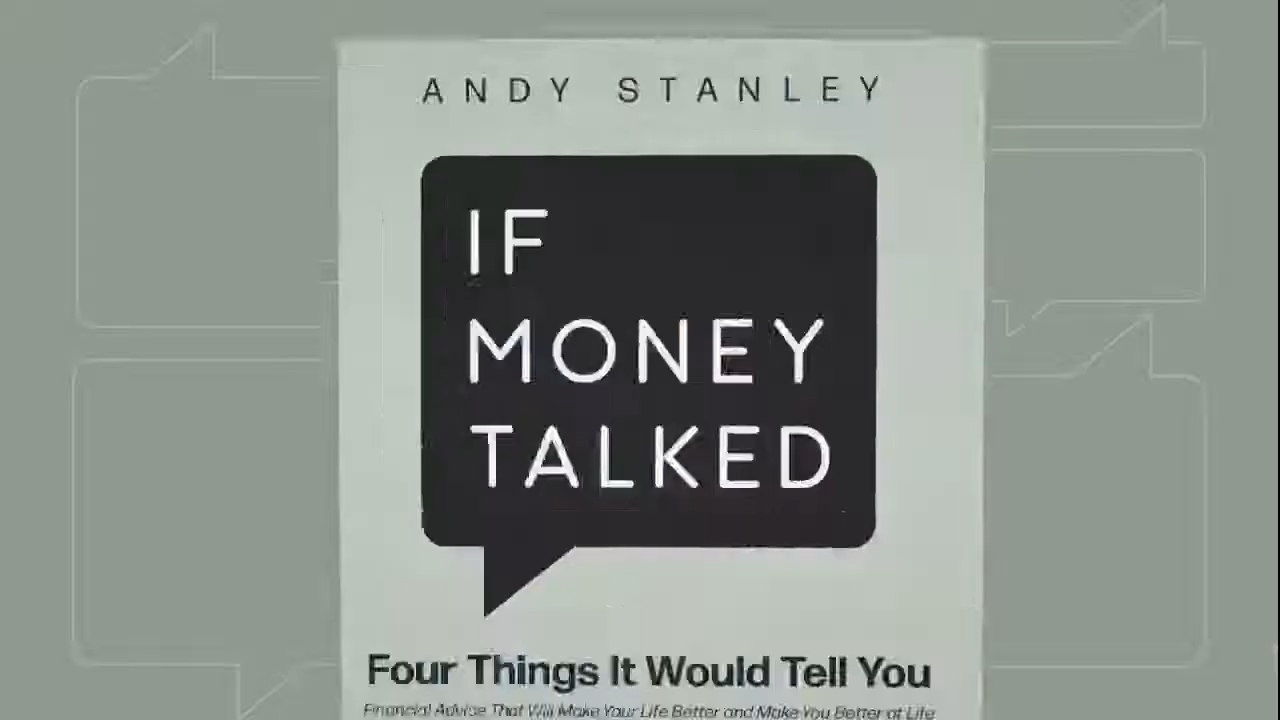 ANDY STANLEY
IF
MONEY
TALKED
Four Things It Would Tell You
Financial Advice That Will Make Your Life Better and Make You Better at Life